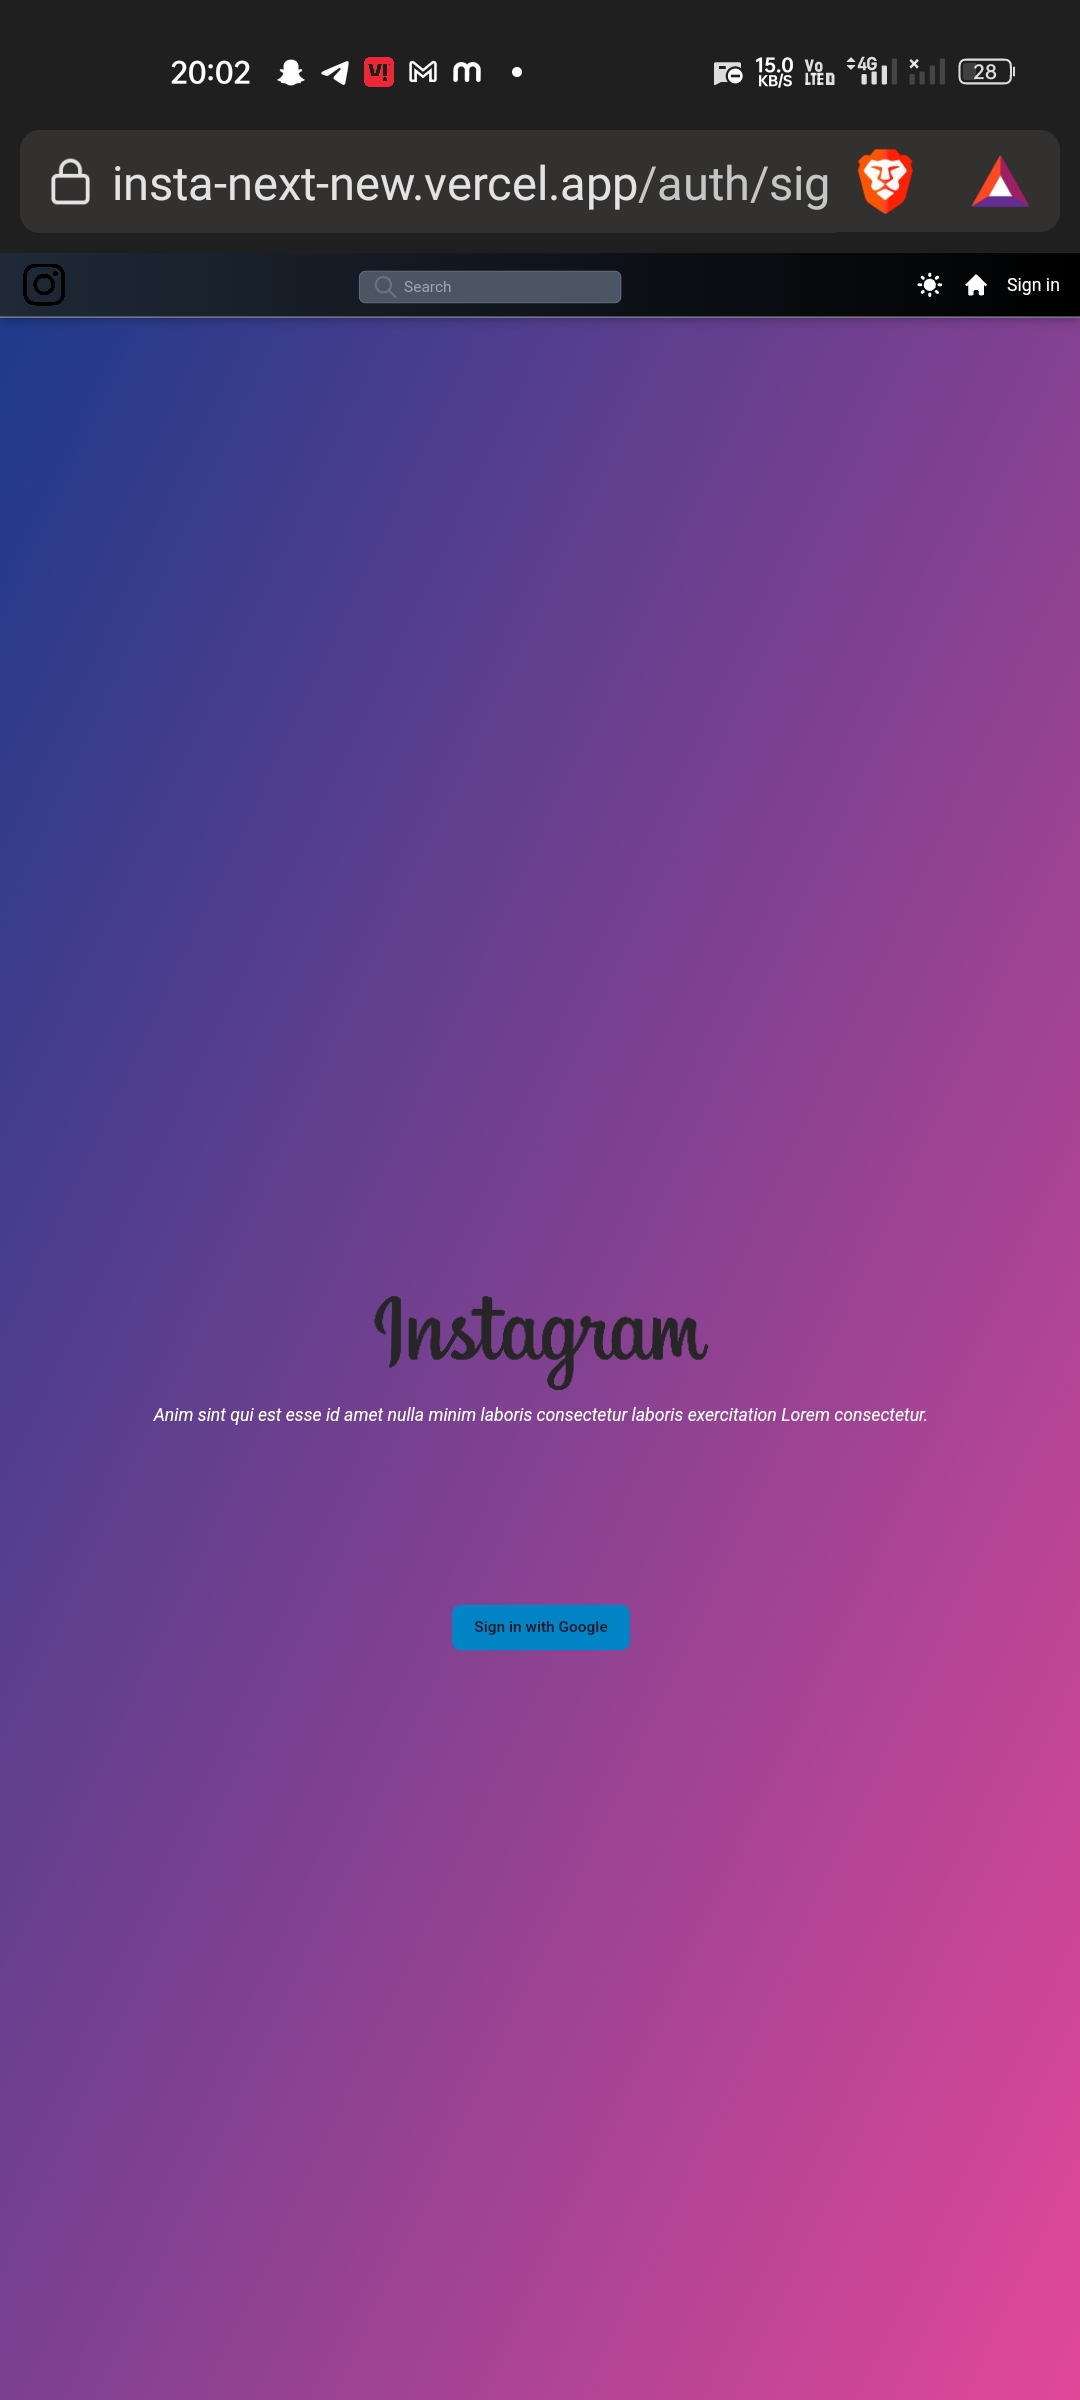 20:02
V!
15.0
KB/S
Vo
LTE D
4G
28
insta-next-new.vercel.app/auth/sig
Search
Sign in
Instagram
Anim sint qui est esse id amet nulla minim laboris consectetur laboris exercitation Lorem consectetur.
Sign in with Google